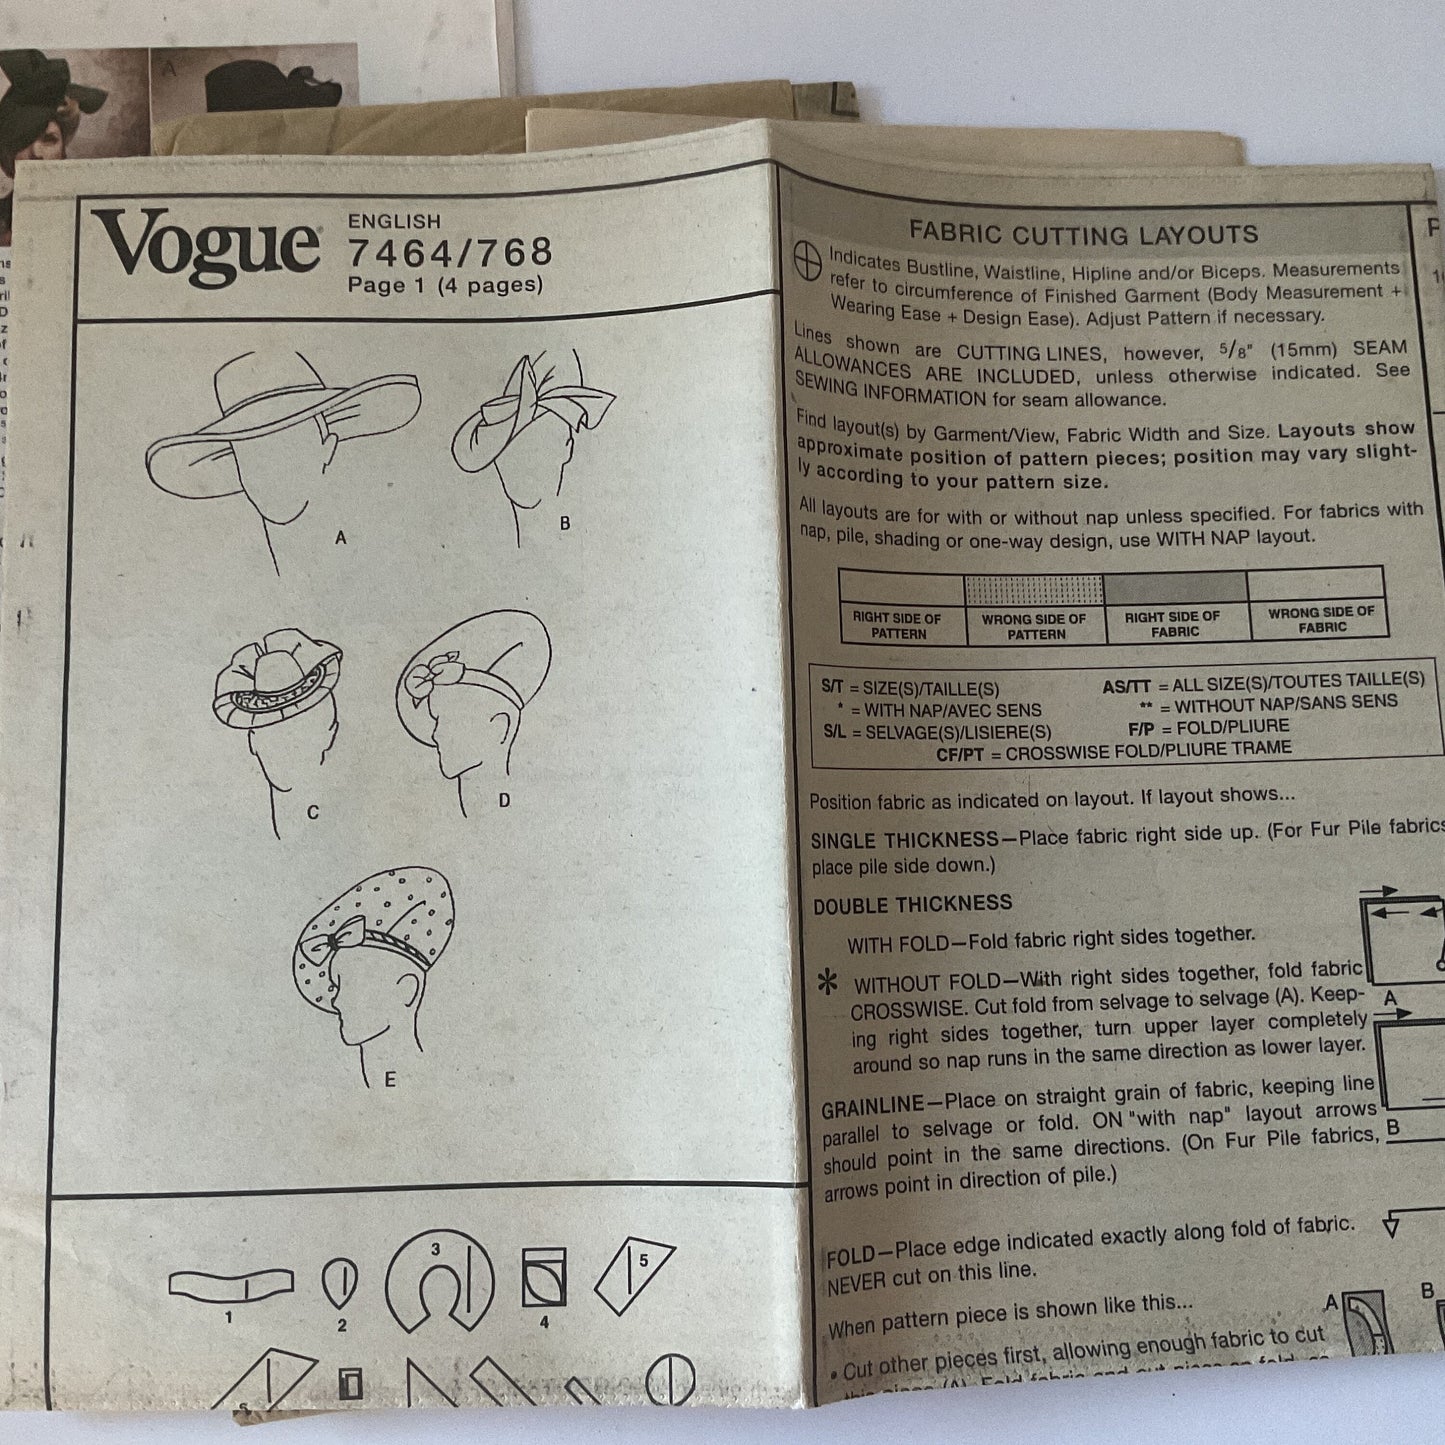 A
Vogue
ENGLISH
7464/768
Page 1 (4 pages)
A
B
C
D
E
1
2
3
4
5
FABRIC CUTTING LAYOUTS
Indicates Bustline, Waistline, Hipline and/or Biceps. Measurements
refer to circumference of Finished Garment (Body Measurement +
Wearing Ease + Design Ease). Adjust Pattern if necessary.
Lines shown are CUTTING LINES, however, 5/8" (15mm) SEAM
ALLOWANCES ARE INCLUDED, unless otherwise indicated. See
SEWING INFORMATION for seam allowance.
Find layout(s) by Garment/View, Fabric Width and Size. Layouts show
approximate position of pattern pieces; position may vary slight-
ly according to your pattern size.
All layouts are for with or without nap unless specified. For fabrics with
nap, pile, shading or one-way design, use WITH NAP layout.
RIGHT SIDE OF
PATTERN
WRONG SIDE OF
PATTERN
RIGHT SIDE OF
FABRIC
WRONG SIDE OF
FABRIC
S/T = SIZE(S)/TAILLE(S)
AS/TT = ALL SIZE(S)/TOUTES TAILLE(S)
* = WITH NAP/AVEC SENS
** = WITHOUT NAP/SANS SENS
S/L = SELVAGE(S)/LISIERE(S)
F/P = FOLD/PLIURE
CF/PT = CROSSWISE FOLD/PLIURE TRAME
Position fabric as indicated on layout. If layout shows...
SINGLE THICKNESS—Place fabric right side up. (For Fur Pile fabrics
place pile side down.)
DOUBLE THICKNESS
WITH FOLD—Fold fabric right sides together.
* WITHOUT FOLD—With right sides together, fold fabric
CROSSWISE. Cut fold from selvage to selvage (A). Keep-
ing right sides together, turn upper layer completely
around so nap runs in the same direction as lower layer.
A
GRAINLINE—Place on straight grain of fabric, keeping line
parallel to selvage or fold. ON "with nap" layout arrows
should point in the same directions. (On Fur Pile fabrics,
arrows point in direction of pile.)
B
FOLD—Place edge indicated exactly along fold of fabric.
NEVER cut on this line.
When pattern piece is shown like this...
A
B
• Cut other pieces first, allowing enough fabric to cut
this piece (A). Fold fabric and cut piece on fold, as